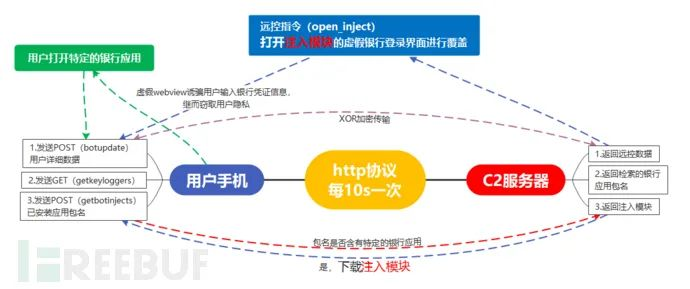 远控指令（open_inject）
打开注入模块的虚假银行登录界面进行覆盖
用户打开特定的银行应用
虚假webview诱骗用户输入银行凭证信息，
继而窃取用户隐私
XOR加密传输
1.发送POST（botupdate）
用户详细数据
2.发送GET（getkeyloggers）
3.发送POST（getbotinjects）
已安装应用包名
用户手机
http协议
每10s一次
C2服务器
1.返回远控数据
2.返回检索的银行
应用包名
3.返回注入模块
包名是否含有特定的银行应用
是，下载注入模块
FREEBUF